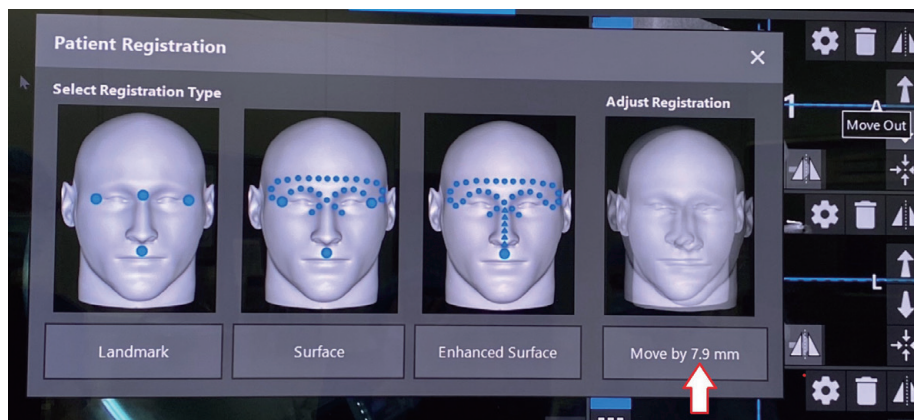 Patient Registration
Select Registration Type
Adjust Registration
Landmark
Surface
Enhanced Surface
Move by 7.9 mm
1
A
Move Out
L